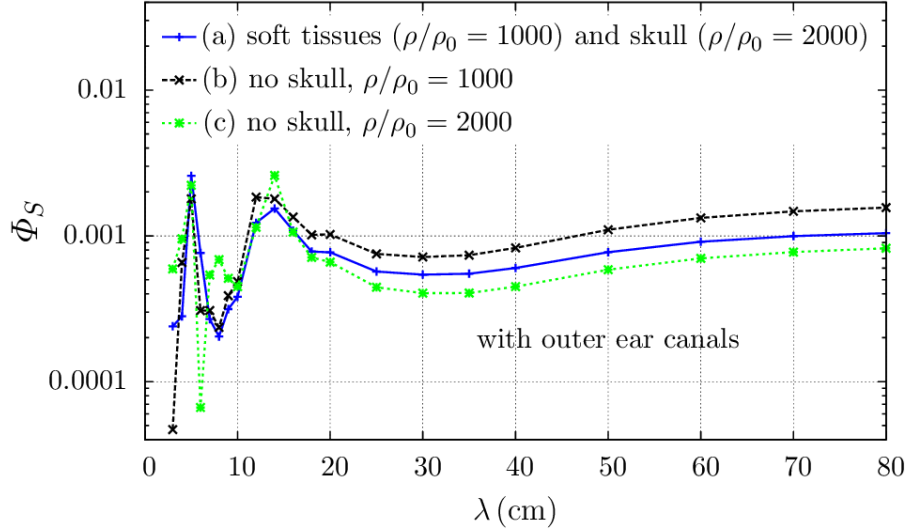 (a) soft tissues (ρ/ρ₀ = 1000) and skull (ρ/ρ₀ = 2000)
(b) no skull, ρ/ρ₀ = 1000
(c) no skull, ρ/ρ₀ = 2000
0.01
0.001
0.0001
Φ_S
with outer ear canals
0 10 20 30 40 50 60 70 80
λ (cm)